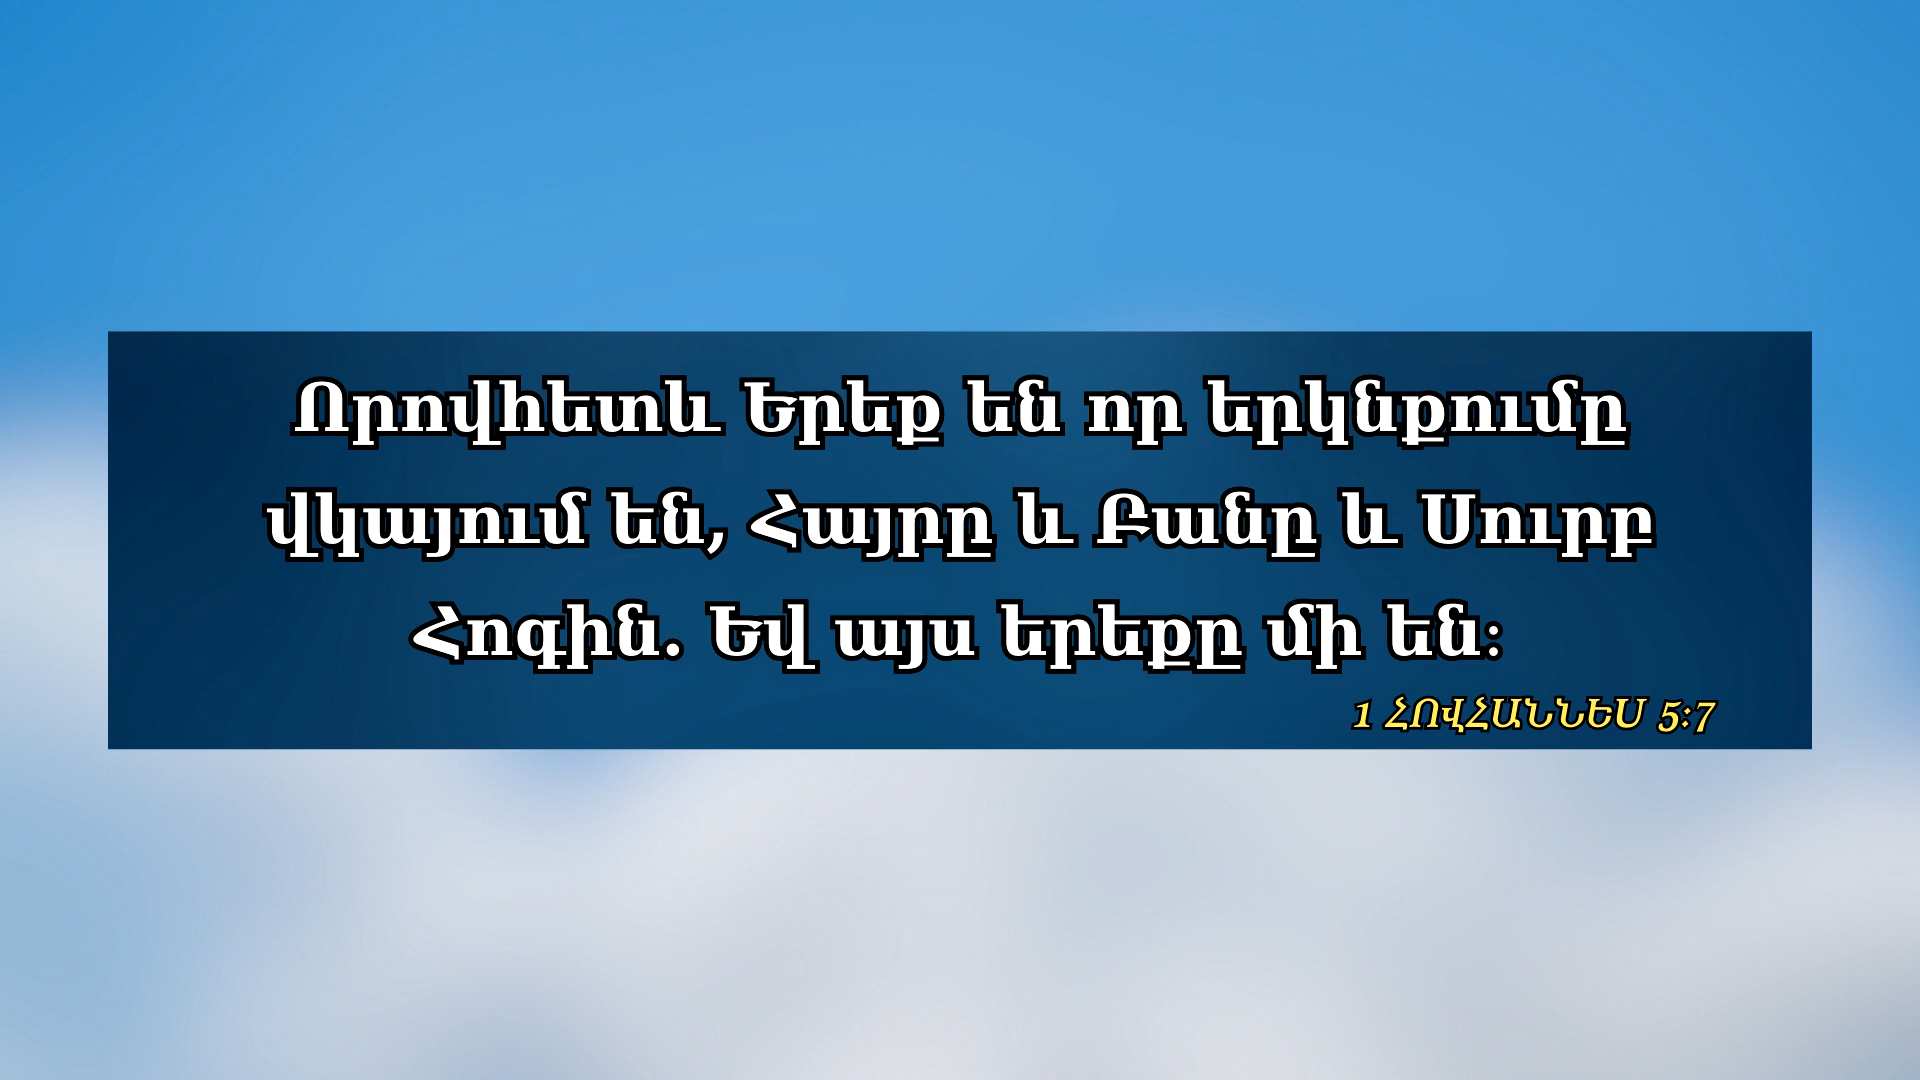 Որովհետև Երեք են որ երկնքումը
վկայում են, Հայրը և Բանը և Սուրբ
Հոգին. Եվ այս երեքը մի են։
1 ՀՈՎՀԱՆՆԵՍ 5:7